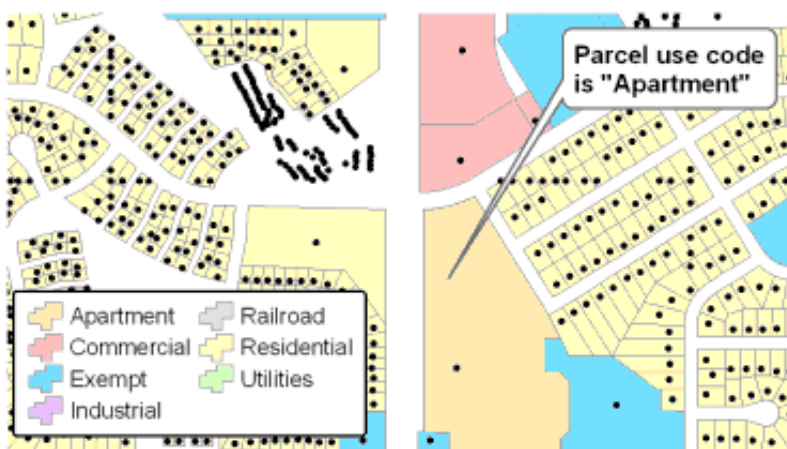 Parcel use code
is "Apartment"
Apartment
Railroad
Commercial
Residential
Exempt
Utilities
Industrial